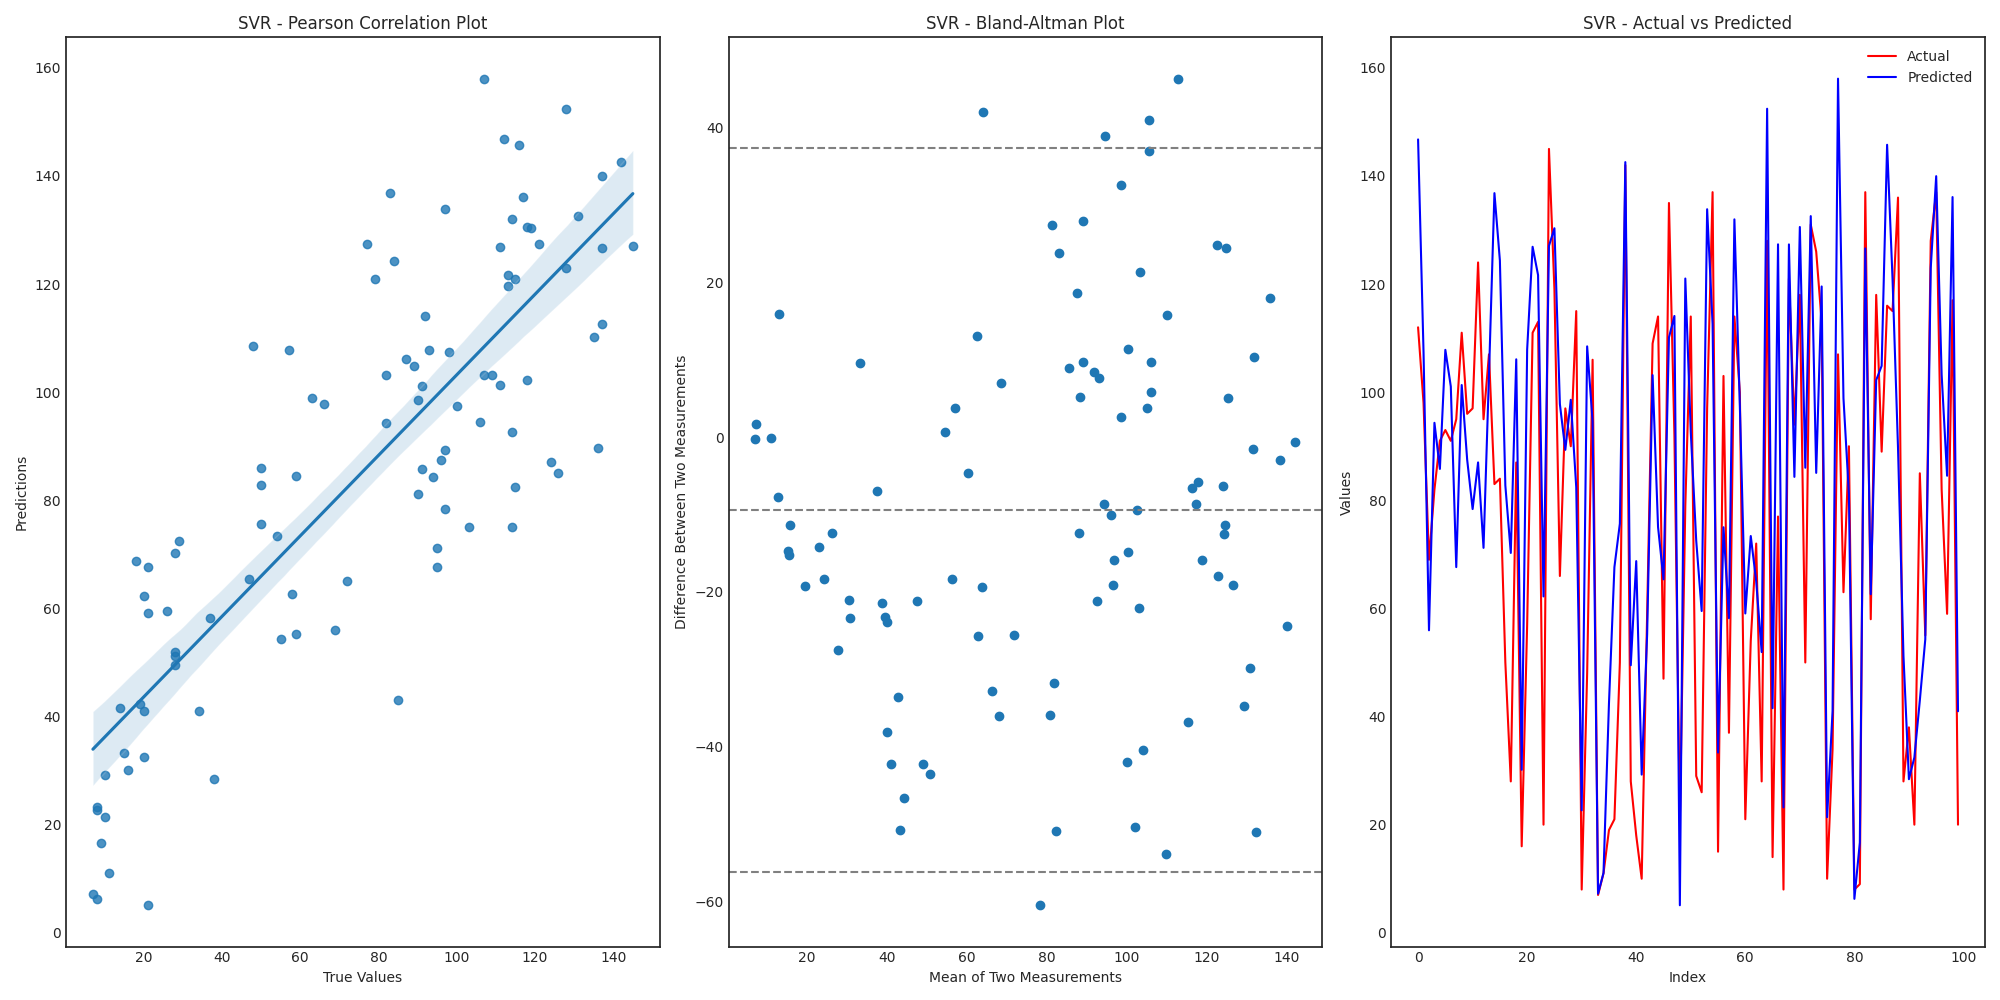 SVR - Pearson Correlation Plot
160
140
120
100
80
60
40
20
0
Predictions
20 40 60 80 100 120 140
True Values
SVR - Bland-Altman Plot
40
20
0
−20
−40
−60
Difference Between Two Measurements
20 40 60 80 100 120 140
Mean of Two Measurements
SVR - Actual vs Predicted
Actual
Predicted
160
140
120
100
80
60
40
20
0
Values
0 20 40 60 80 100
Index